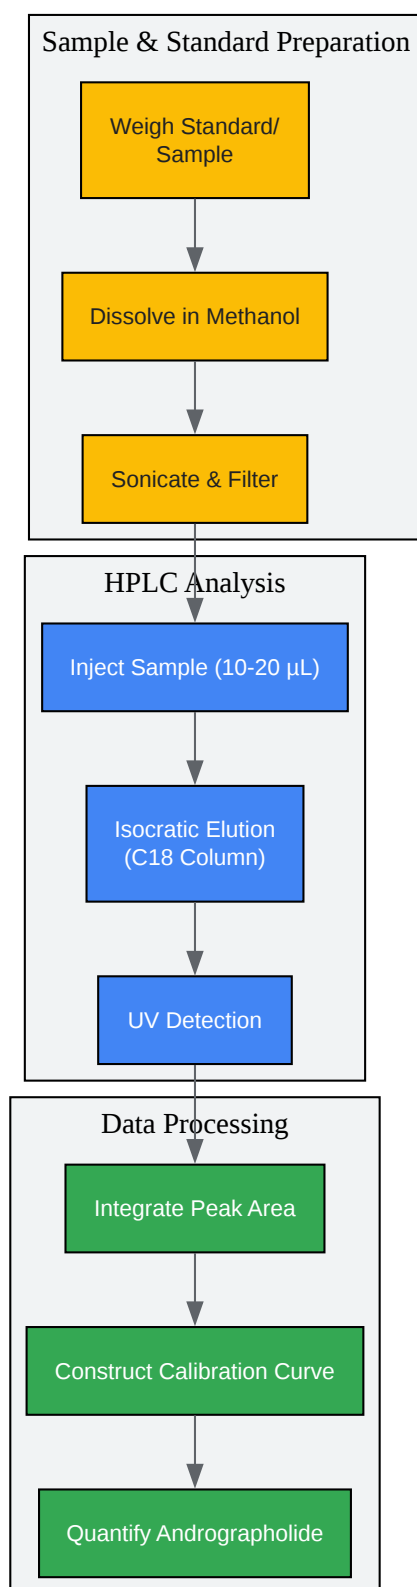 Sample & Standard Preparation
Weigh Standard/
Sample
Dissolve in Methanol
Sonicate & Filter
HPLC Analysis
Inject Sample (10-20 µL)
Isocratic Elution
(C18 Column)
UV Detection
Data Processing
Integrate Peak Area
Construct Calibration Curve
Quantify Andrographolide